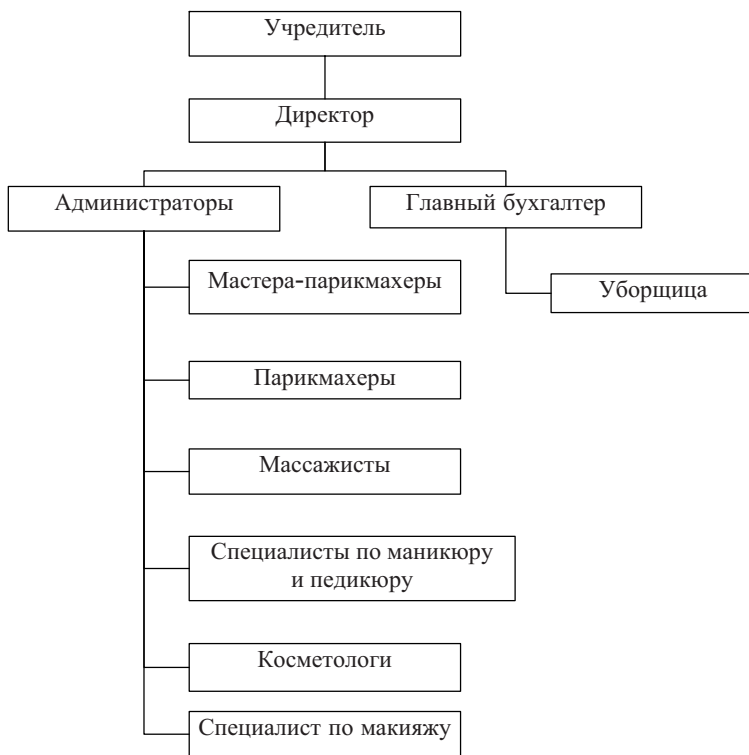 Учредитель
Директор
Администраторы
Главный бухгалтер
Мастера-парикмахеры
Уборщица
Парикмахеры
Массажисты
Специалисты по маникюру
и педикюру
Косметологи
Специалист по макияжу